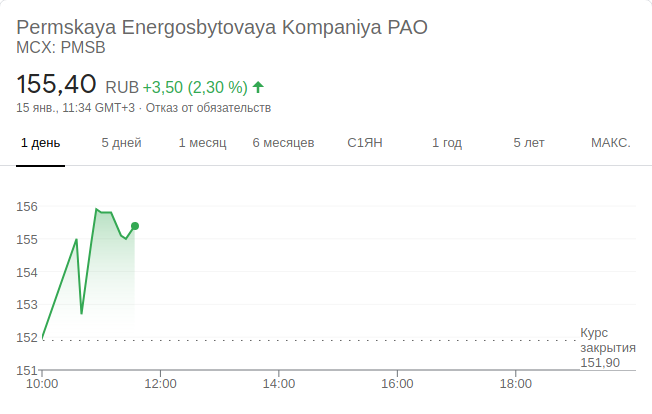 Permskaya Energosbytovaya Kompaniya PAO
MCX: PMSB
155,40 RUB +3,50 (2,30 %)
15 янв., 11:34 GMT+3 · Отказ от обязательств
1 день 5 дней 1 месяц 6 месяцев С1ЯН 1 год 5 лет МАКС.
156
155
154
153
152
151
Курс
закрытия
151,90
10:00 12:00 14:00 16:00 18:00